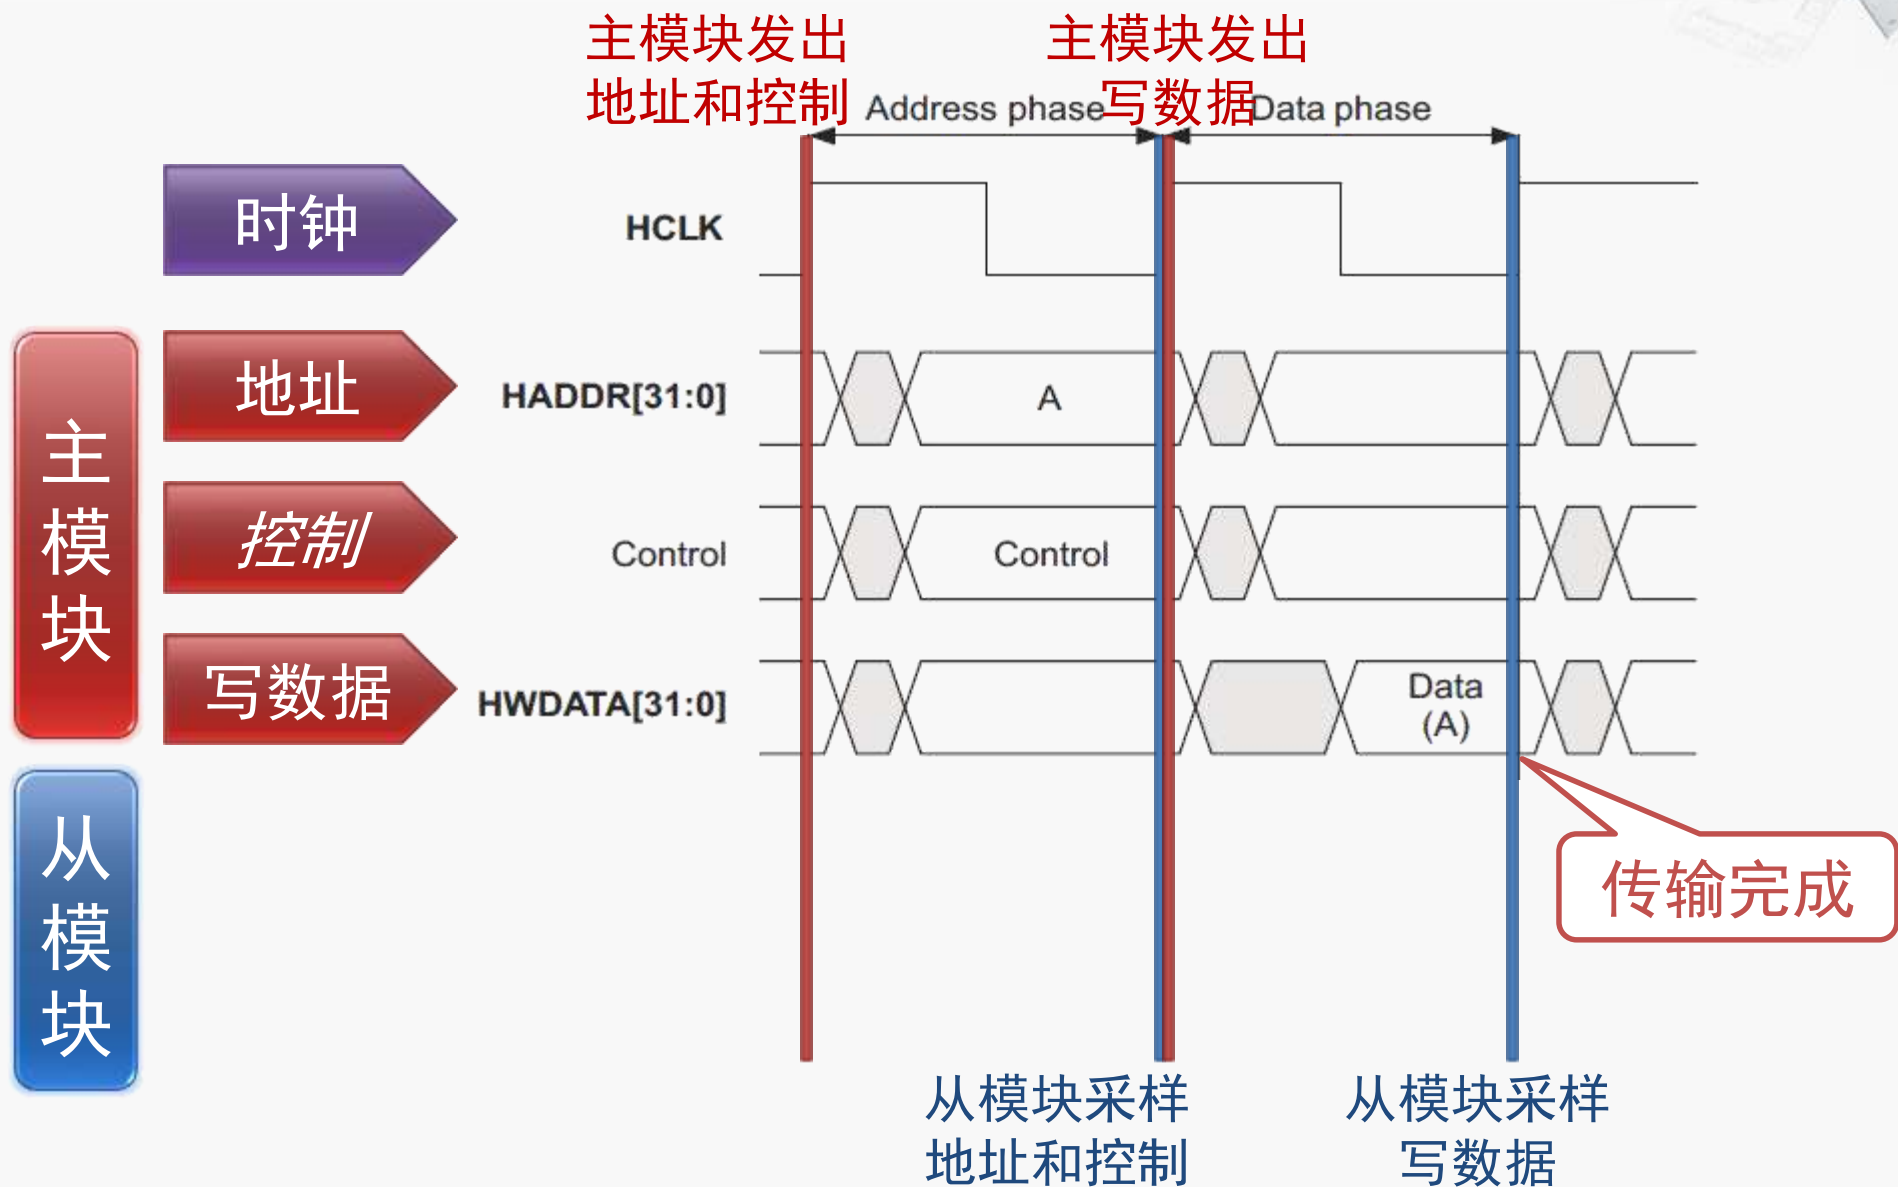 主模块发出
地址和控制
主模块发出
写数据
Address phase
Data phase
时钟
HCLK
主模块
地址
HADDR[31:0]
A
控制
Control
Control
写数据
HWDATA[31:0]
Data
(A)
从模块
传输完成
从模块采样
地址和控制
从模块采样
写数据